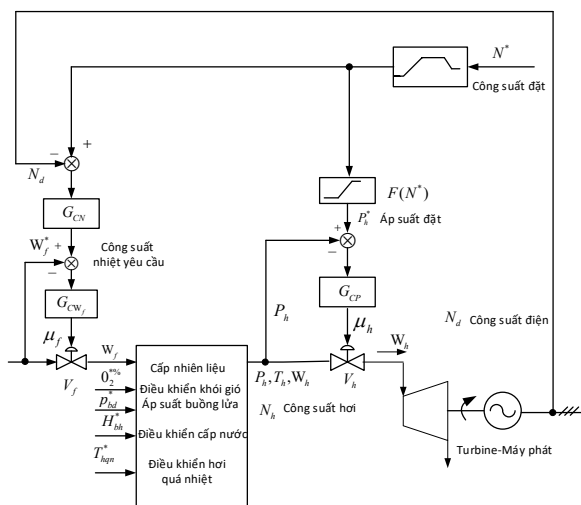 N*
Công suất đặt
− +
N_d
G_CN
F(N*)
P_h* Áp suất đặt
+
−
W_f* +
−
Công suất
nhiệt yêu cầu
G_CW_f
G_CP
P_h
μ_f
μ_h
N_d Công suất điện
W_f
W_h
V_f
V_h
P_h, T_h, W_h
N_h Công suất hơi
Cấp nhiên liệu
0_2^*%
Điều khiển khói gió
p_bd^*
Áp suất buồng lửa
H_bh^*
Điều khiển cấp nước
T_hqn^*
Điều khiển hơi
quá nhiệt
Turbine-Máy phát